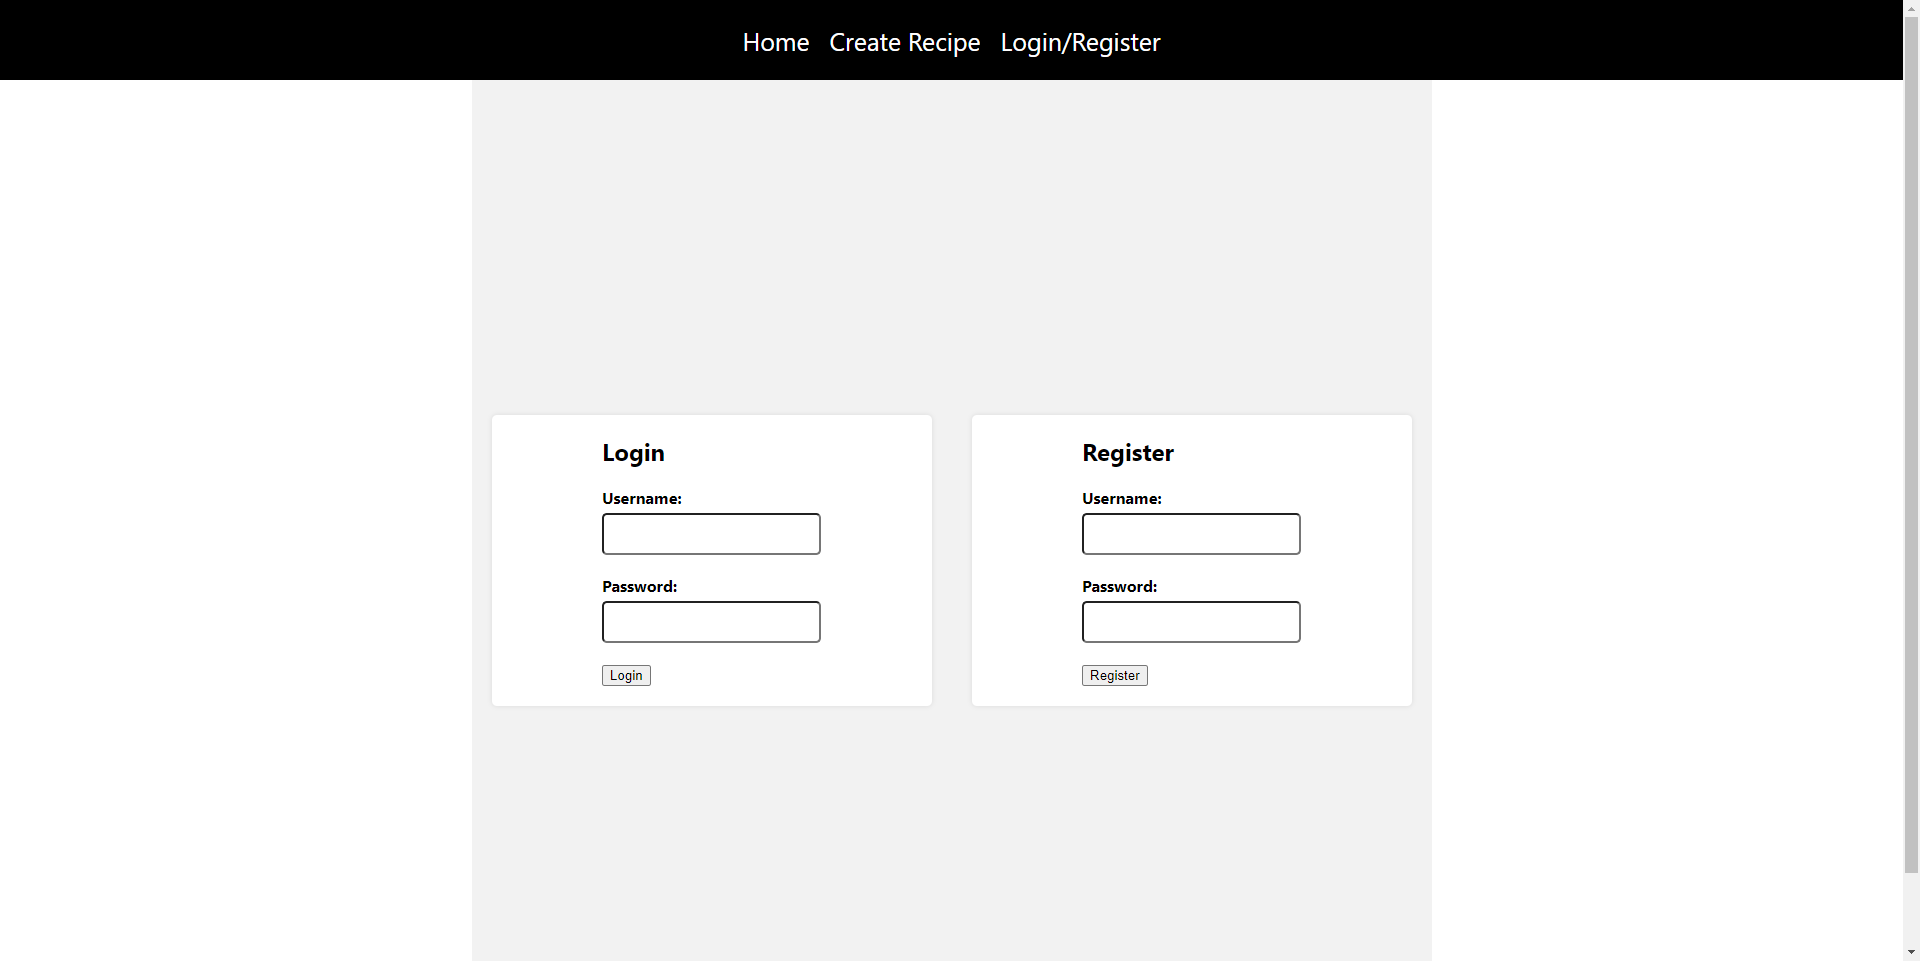 Home Create Recipe Login/Register
Login
Username:
Password:
Login
Register
Username:
Password:
Register